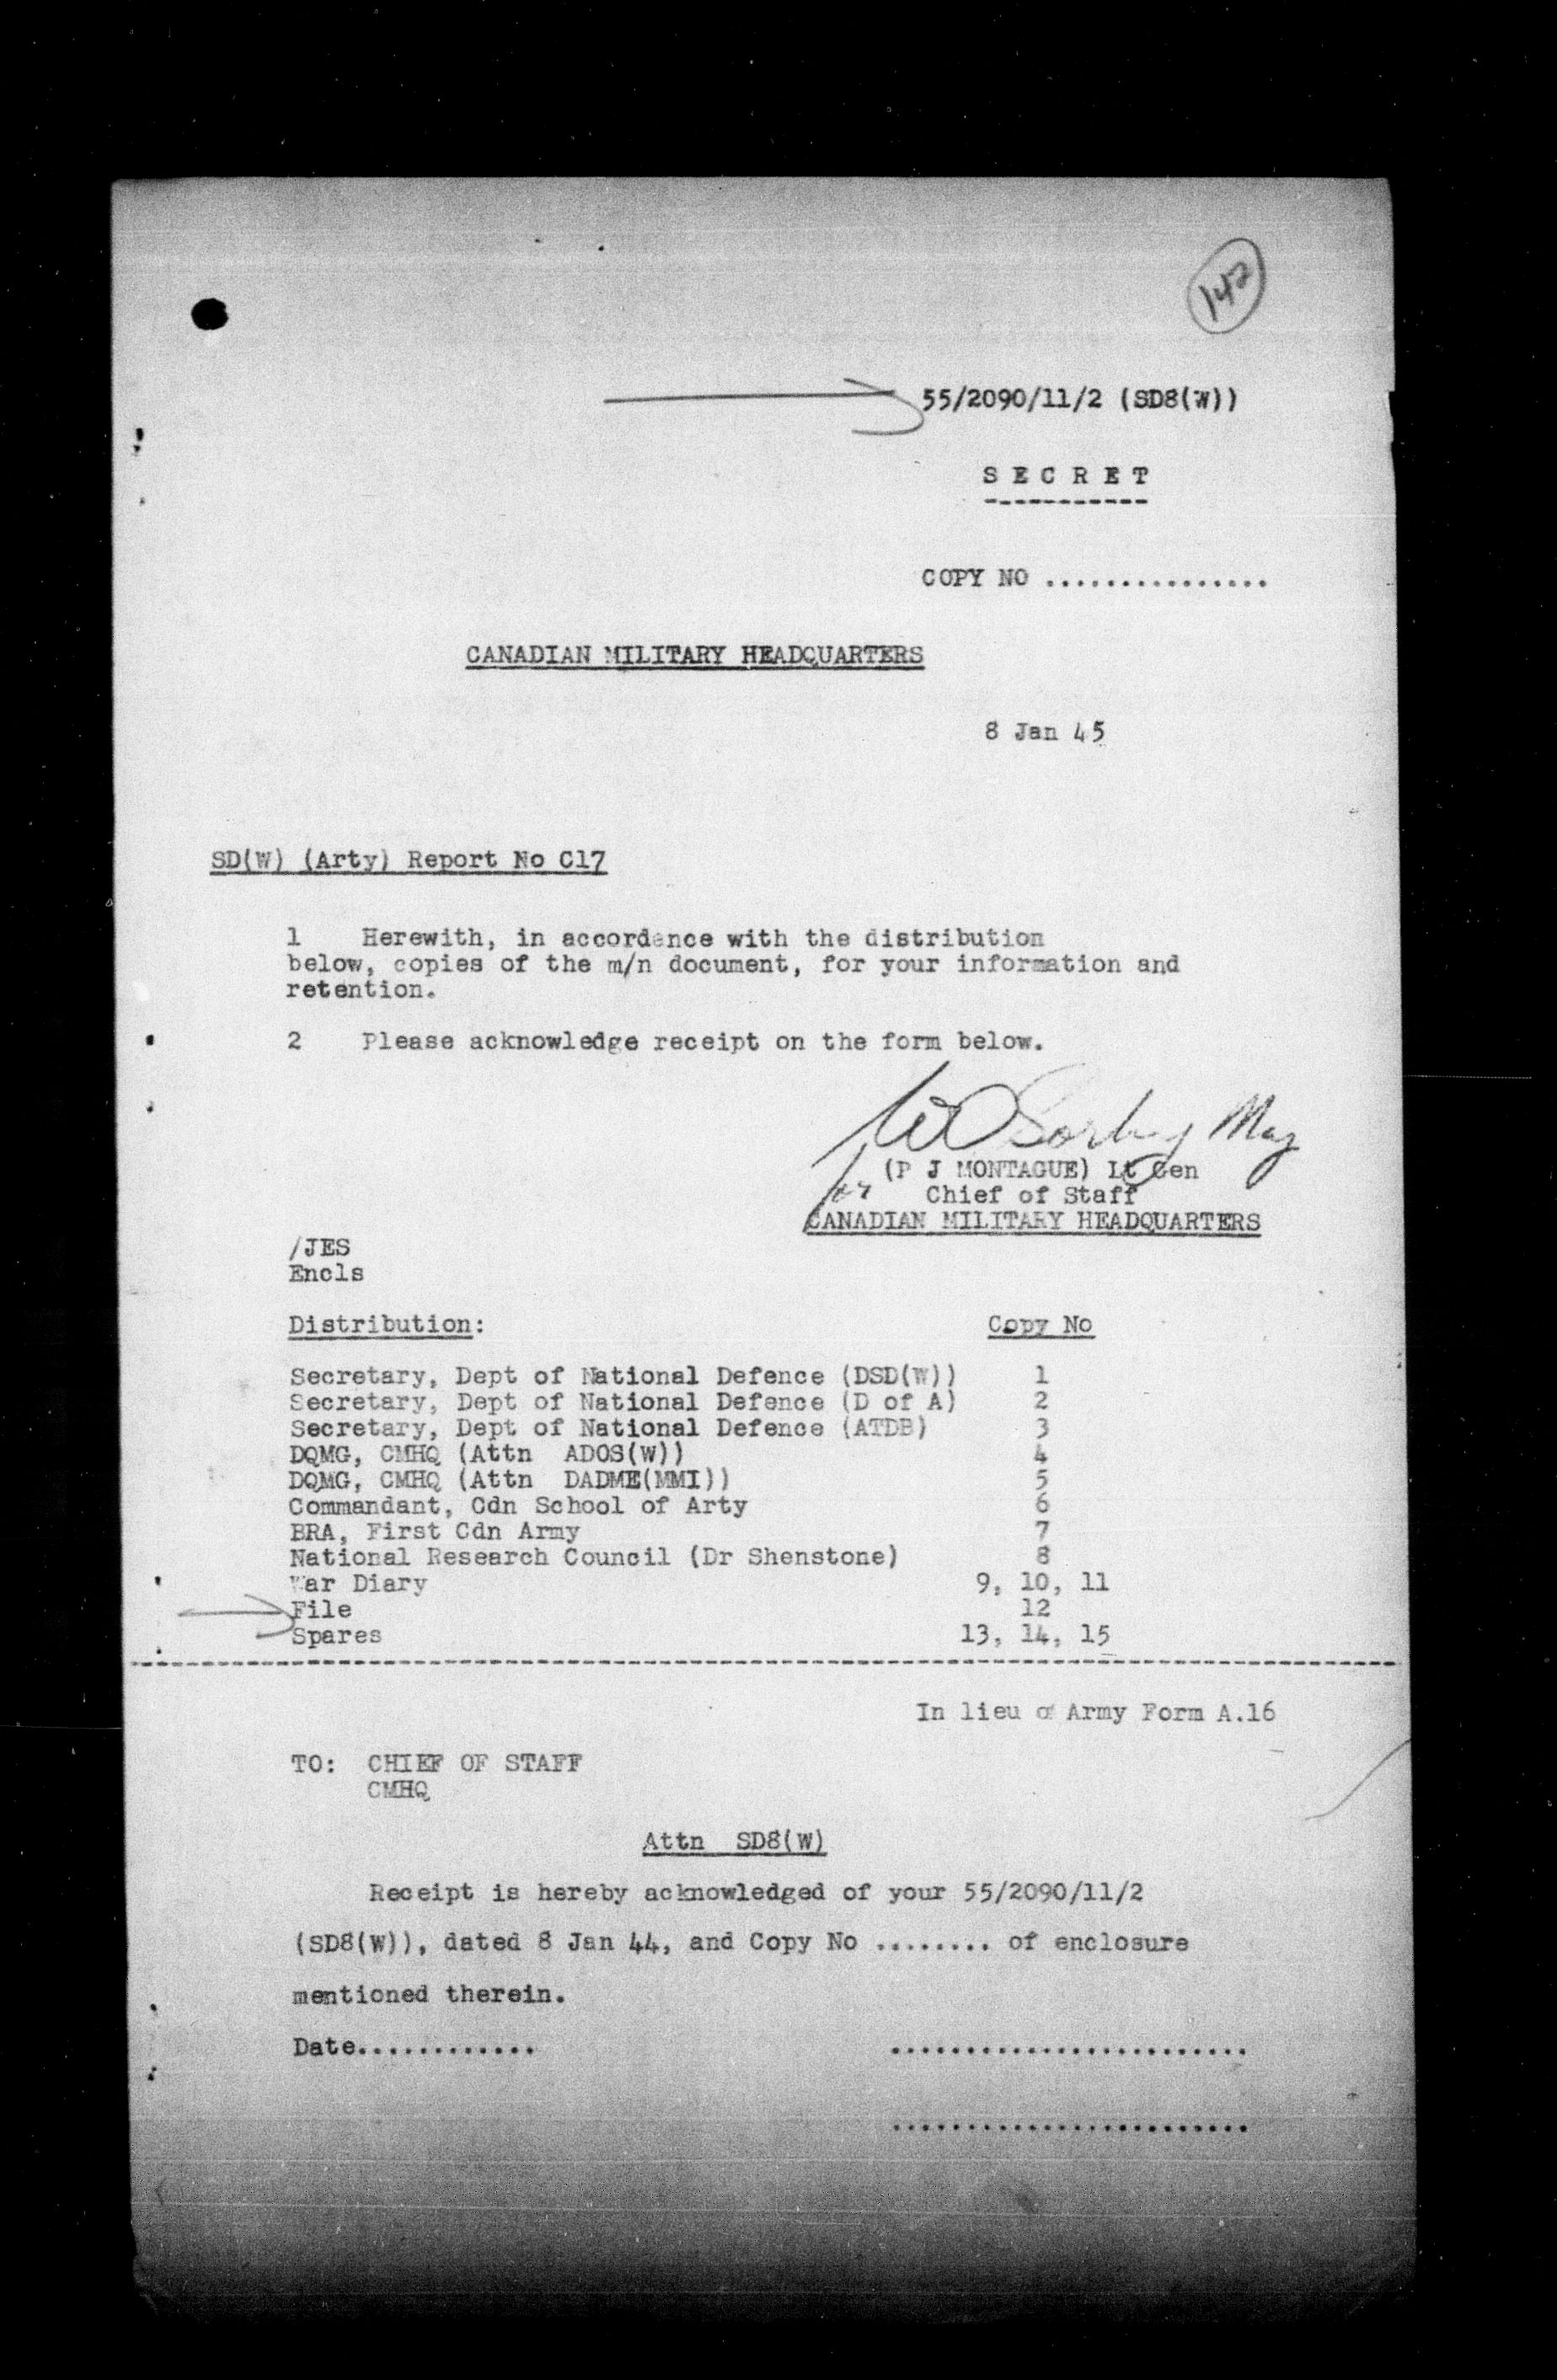 142
55/2090/11/2 (SD8(W))
S E C R E T
COPY NO ...............
CANADIAN MILITARY HEADQUARTERS
8 Jan 45
SD(W) (Arty) Report No C17
1 Herewith, in accordance with the distribution
below, copies of the m/n document, for your information and
retention.
2 Please acknowledge receipt on the form below.
Maj
(P J MONTAGUE) Lt Gen
for Chief of Staff
CANADIAN MILITARY HEADQUARTERS
/JES
Encls
Distribution: Copy No
Secretary, Dept of National Defence (DSD(W)) 1
Secretary, Dept of National Defence (D of A) 2
Secretary, Dept of National Defence (ATDB) 3
DQMG, CMHQ (Attn ADOS(W)) 4
DQMG, CMHQ (Attn DADME(MMI)) 5
Commandant, Cdn School of Arty 6
BRA, First Cdn Army 7
National Research Council (Dr Shenstone) 8
War Diary 9, 10, 11
File 12
Spares 13, 14, 15
In lieu of Army Form A.16
TO: CHIEF OF STAFF
CMHQ
Attn SD8(W)
Receipt is hereby acknowledged of your 55/2090/11/2
(SD8(W)), dated 8 Jan 44, and Copy No ........ of enclosure
mentioned therein.
Date............ ........................
........................